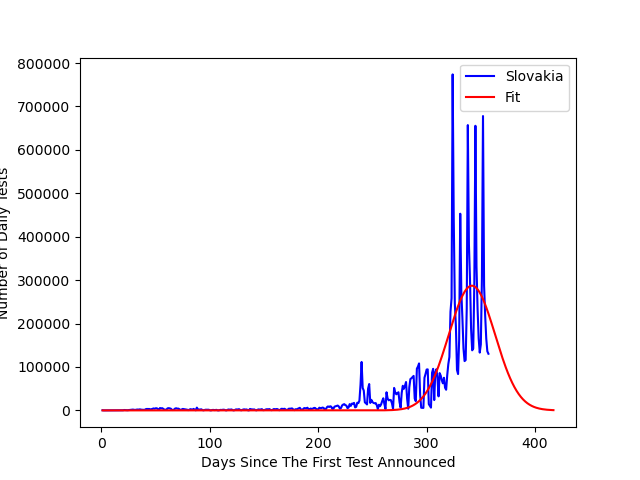 800000
700000
600000
500000
400000
300000
200000
100000
0
Number of Daily Tests
Slovakia
Fit
0 100 200 300 400
Days Since The First Test Announced